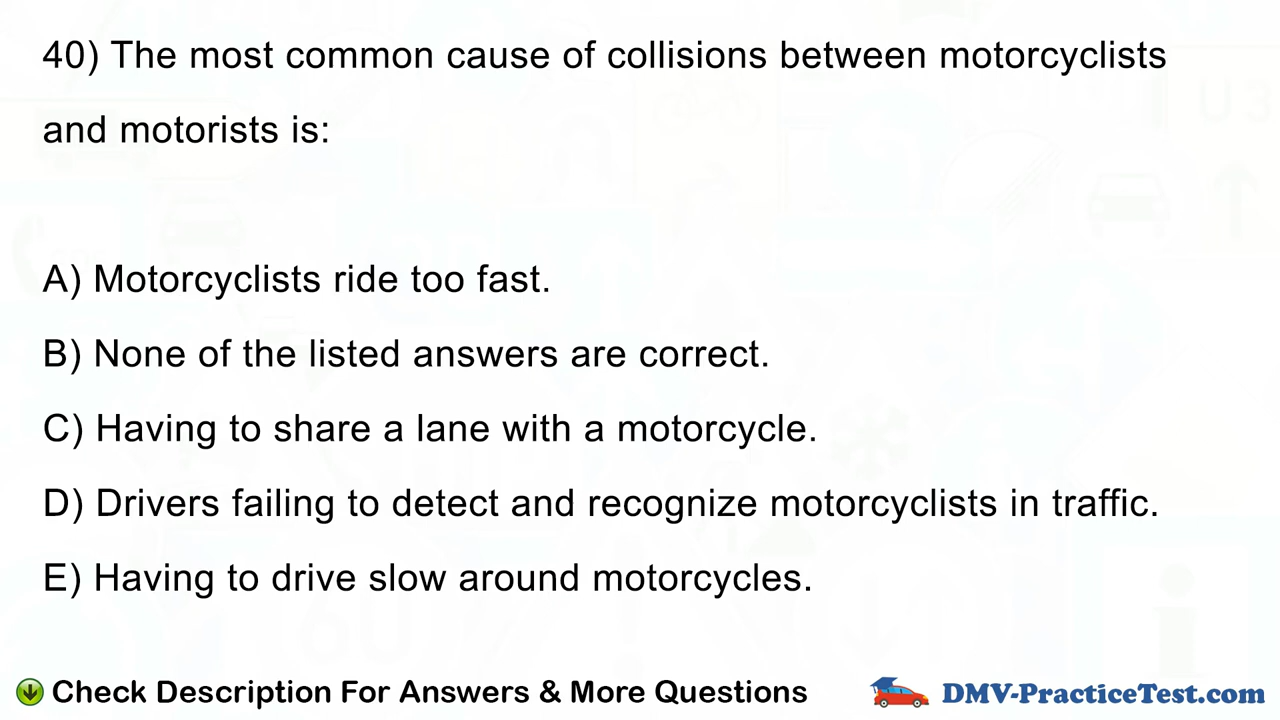 40) The most common cause of collisions between motorcyclists
and motorists is:
A) Motorcyclists ride too fast.
B) None of the listed answers are correct.
C) Having to share a lane with a motorcycle.
D) Drivers failing to detect and recognize motorcyclists in traffic.
E) Having to drive slow around motorcycles.
Check Description For Answers & More Questions
DMV-PracticeTest.com